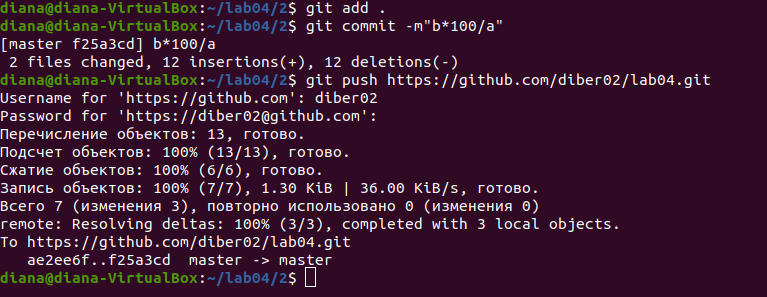 diana@diana-VirtualBox:~/lab04/2$ git add .
diana@diana-VirtualBox:~/lab04/2$ git commit -m"b*100/a"
[master f25a3cd] b*100/a
 2 files changed, 12 insertions(+), 12 deletions(-)
diana@diana-VirtualBox:~/lab04/2$ git push https://github.com/diber02/lab04.git
Username for 'https://github.com': diber02
Password for 'https://diber02@github.com':
Перечисление объектов: 13, готово.
Подсчет объектов: 100% (13/13), готово.
Сжатие объектов: 100% (6/6), готово.
Запись объектов: 100% (7/7), 1.30 KiB | 36.00 KiB/s, готово.
Всего 7 (изменения 3), повторно использовано 0 (изменения 0)
remote: Resolving deltas: 100% (3/3), completed with 3 local objects.
To https://github.com/diber02/lab04.git
   ae2ee6f..f25a3cd  master -> master
diana@diana-VirtualBox:~/lab04/2$